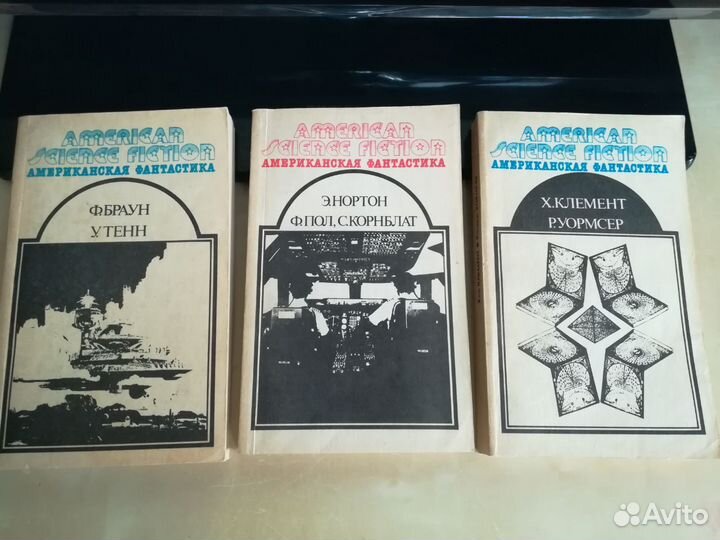 AMERICAN
SCIENCE FICTION
АМЕРИКАНСКАЯ ФАНТАСТИКА
Ф.БРАУН
У.ТЕНН
AMERICAN
SCIENCE FICTION
АМЕРИКАНСКАЯ ФАНТАСТИКА
Э.НОРТОН
Ф.ПОЛ, С.КОРНБЛАТ
AMERICAN
SCIENCE FICTION
АМЕРИКАНСКАЯ ФАНТАСТИКА
Х.КЛЕМЕНТ
Р.УОРМСЕР
Avito